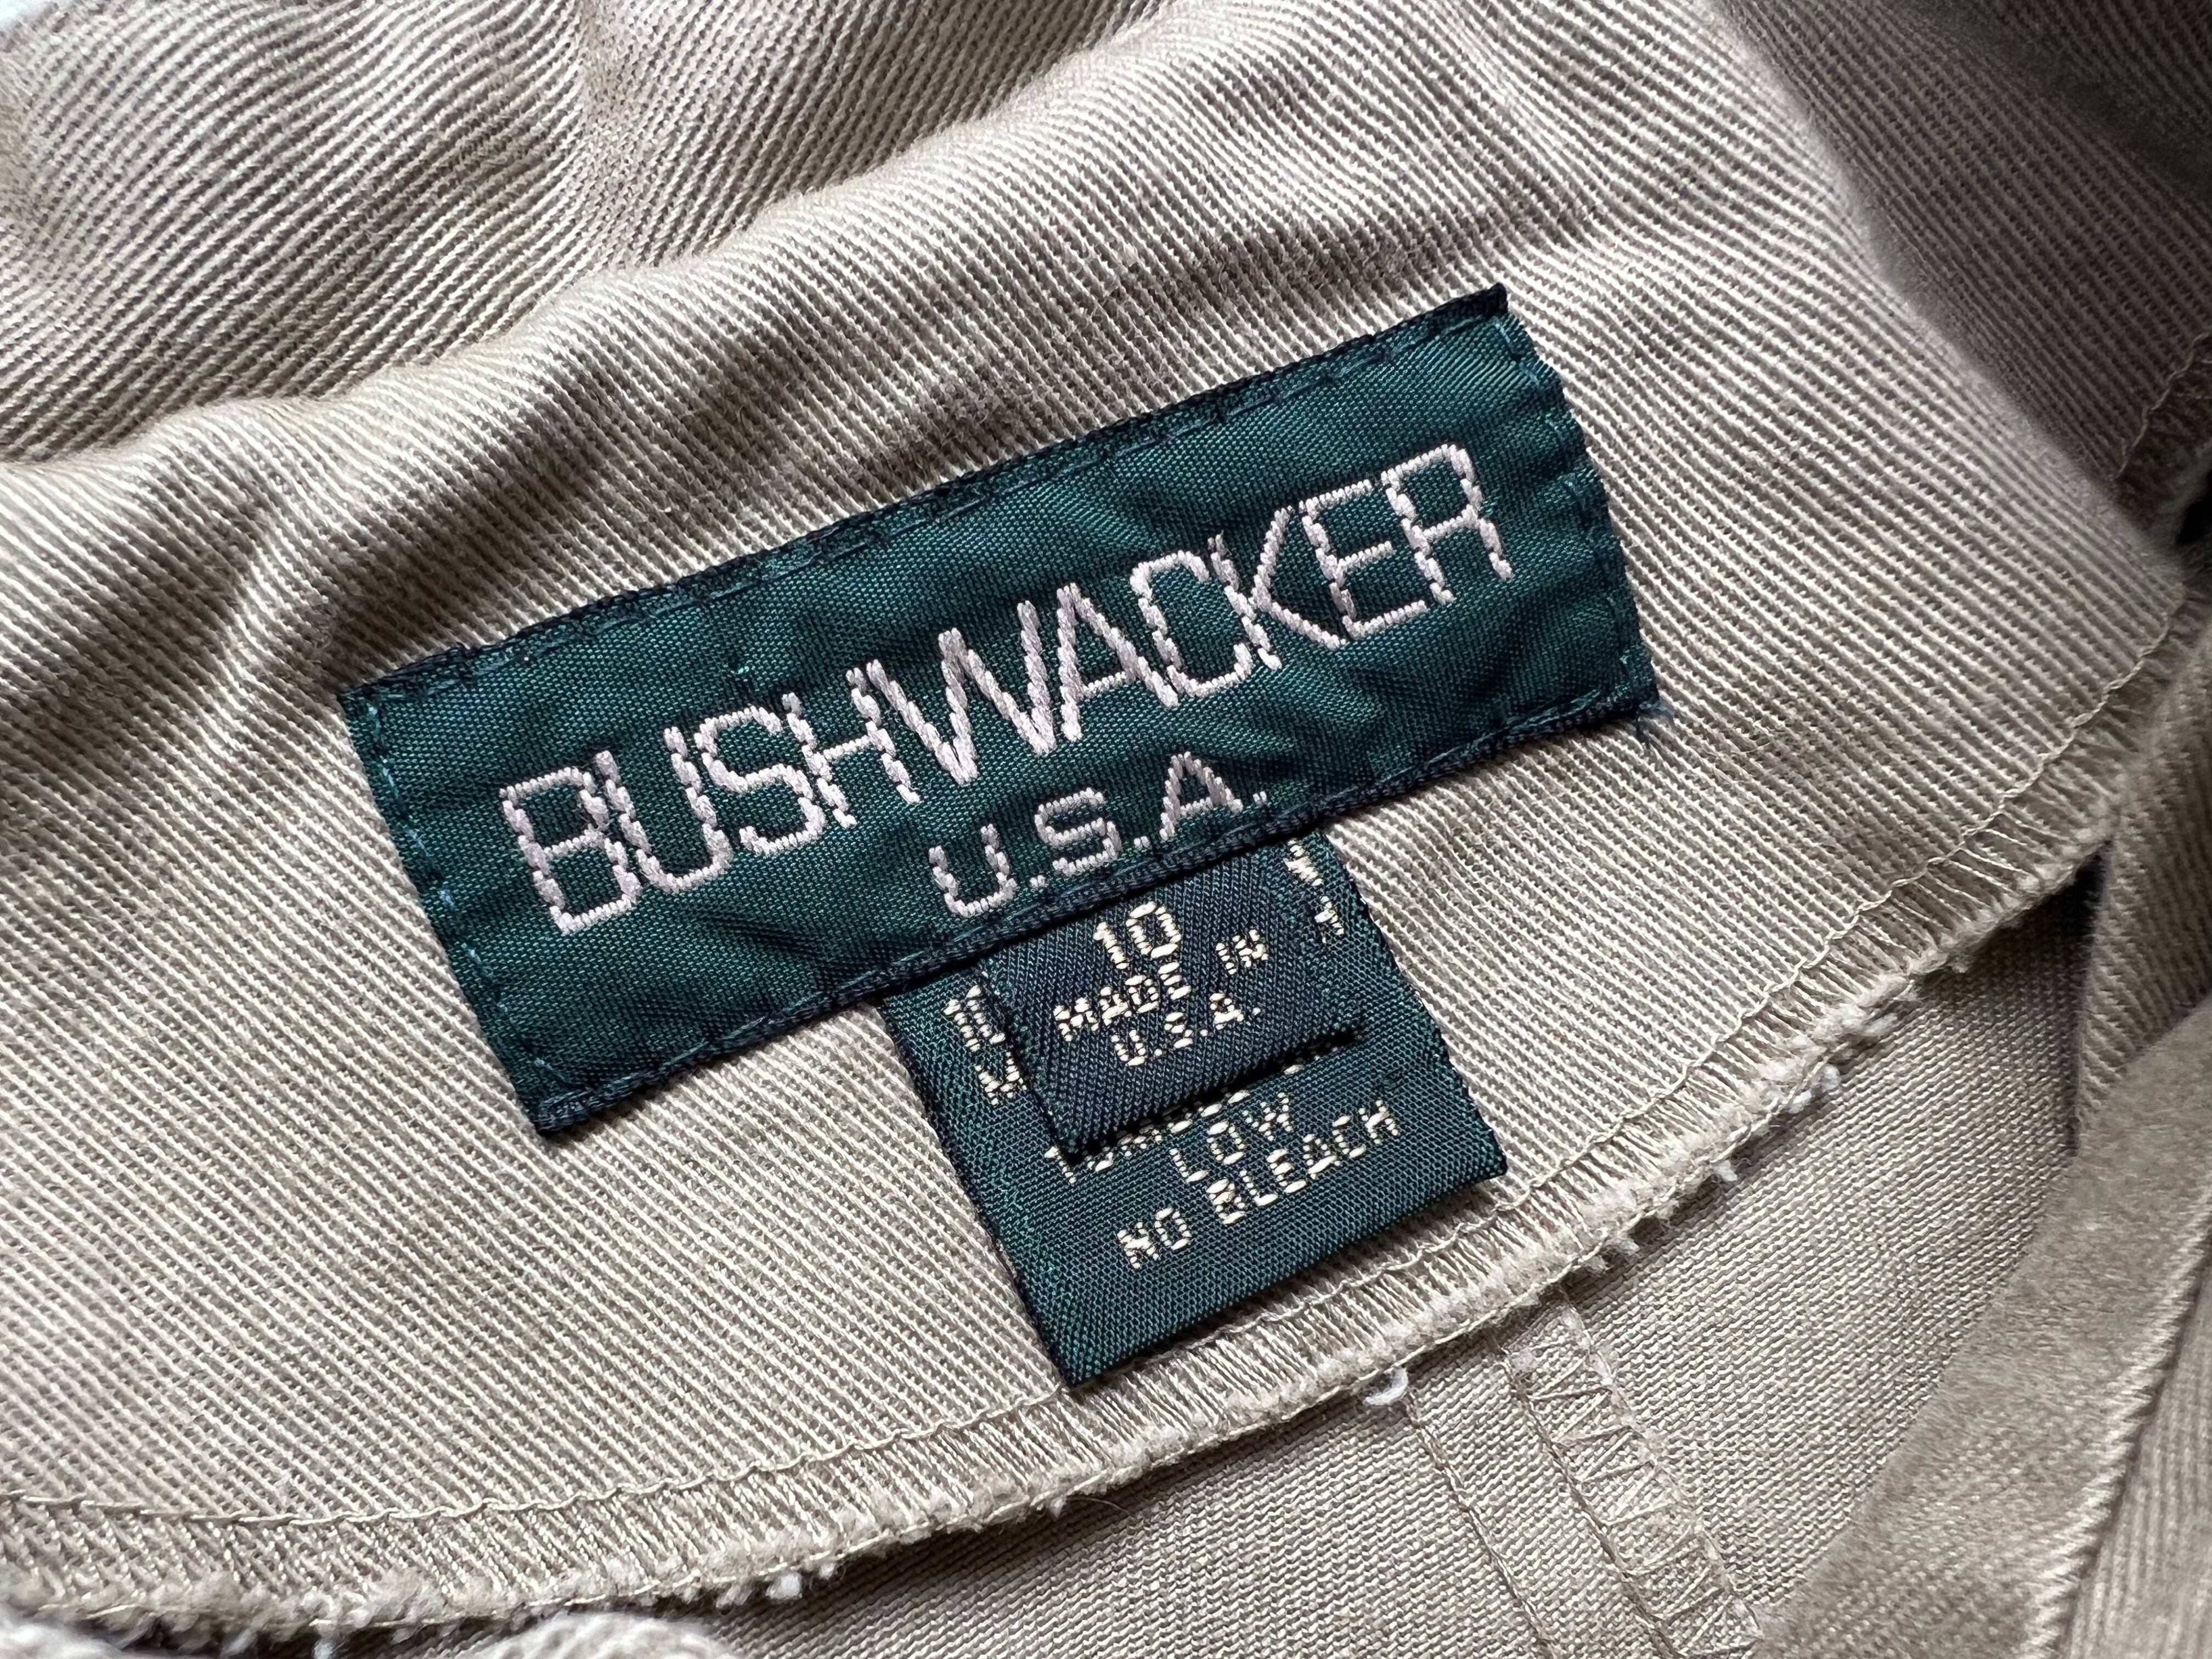 BUSHWACKER
U.S.A.
10
MADE IN
U.S.A.
LOW
NO BLEACH